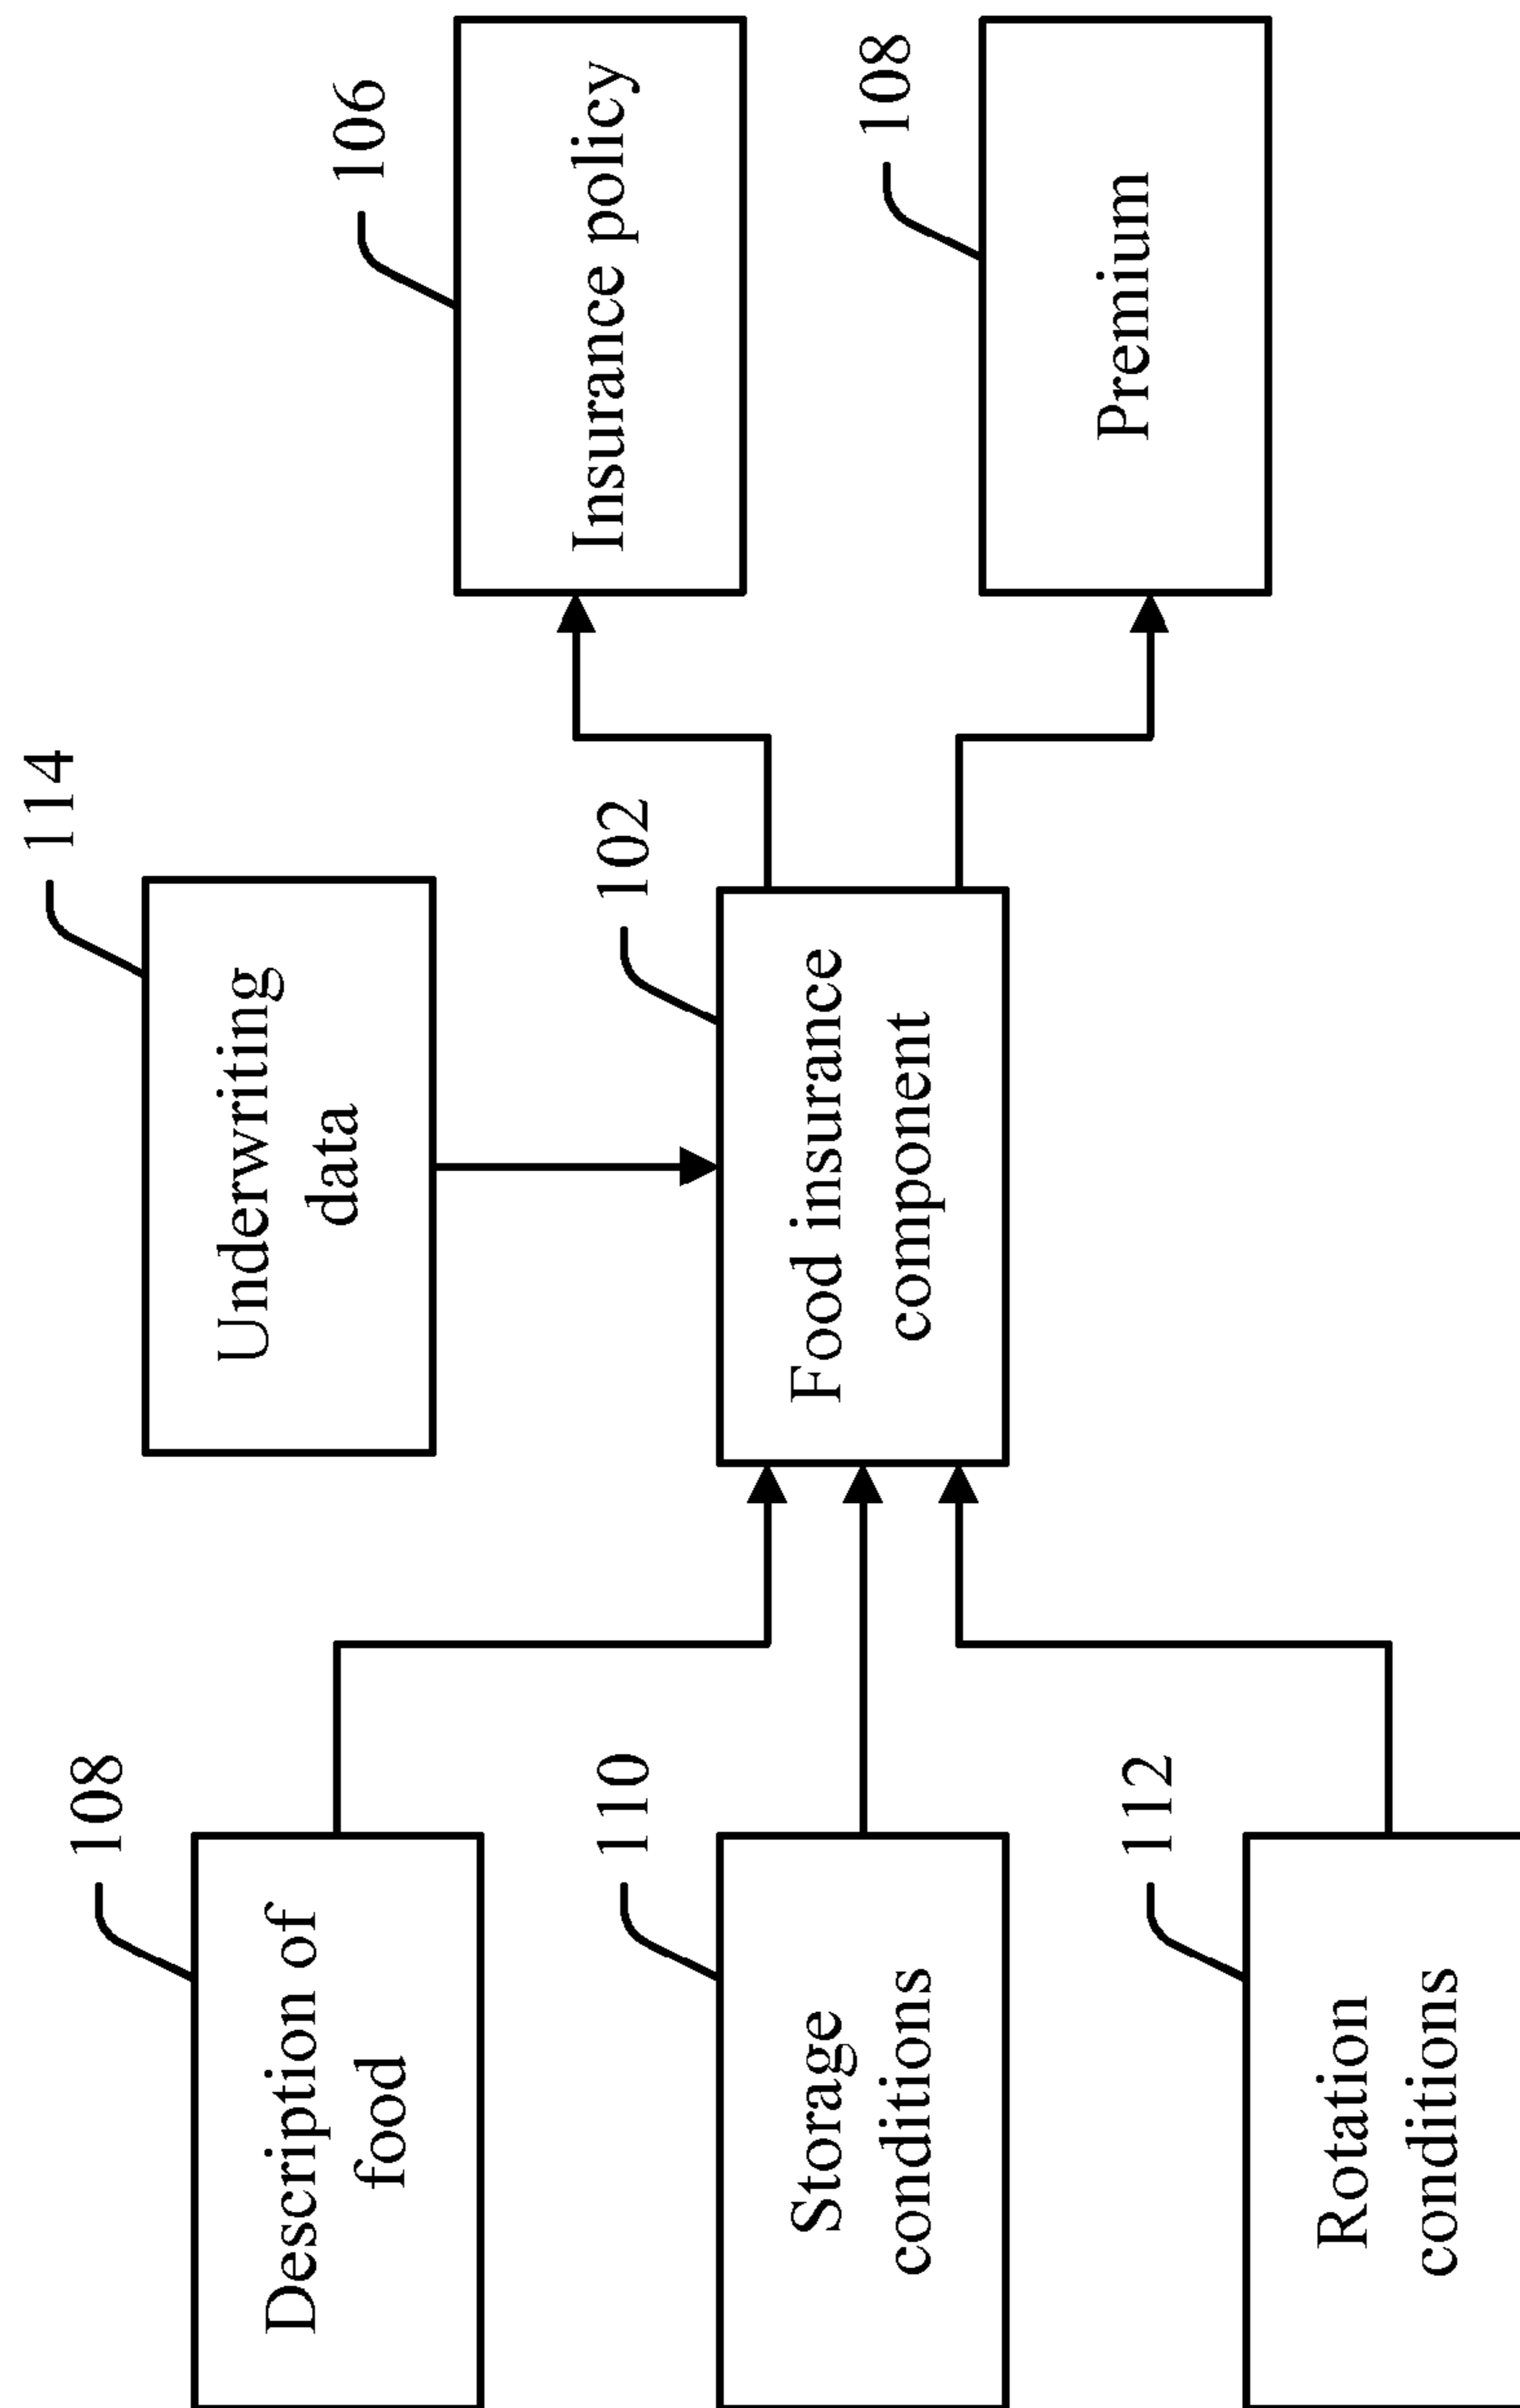 114
Underwriting
data
108
Description of
food
106
Insurance policy
102
Food insurance
component
110
Storage
conditions
108
Premium
112
Rotation
conditions